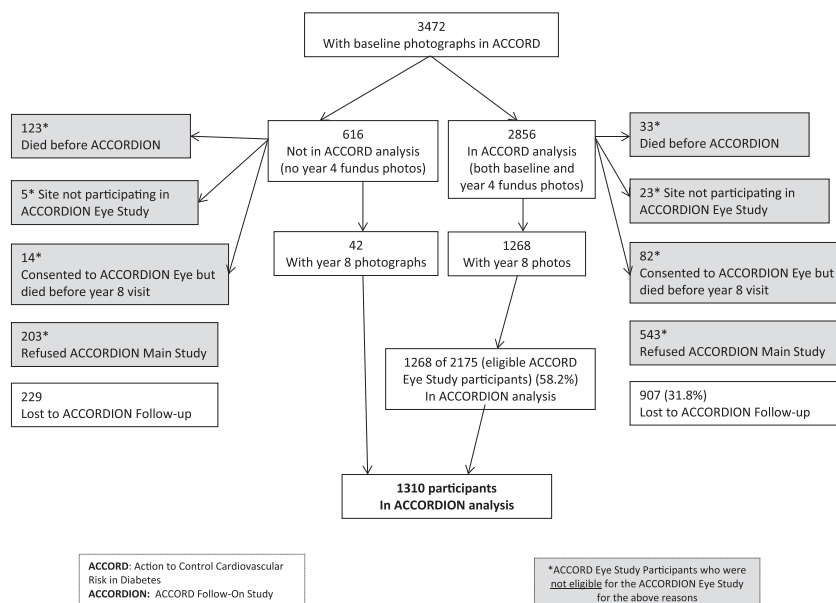 3472
With baseline photographs in ACCORD
123*
Died before ACCORDION
616
Not in ACCORD analysis
(no year 4 fundus photos)
2856
In ACCORD analysis
(both baseline and
year 4 fundus photos)
33*
Died before ACCORDION
5* Site not participating in
ACCORDION Eye Study
23* Site not participating in
ACCORDION Eye Study
14*
Consented to ACCORDION Eye but
died before year 8 visit
42
With year 8 photographs
1268
With year 8 photos
82*
Consented to ACCORDION Eye but
died before year 8 visit
203*
Refused ACCORDION Main Study
543*
Refused ACCORDION Main Study
1268 of 2175 (eligible ACCORD
Eye Study participants) (58.2%)
In ACCORDION analysis
229
Lost to ACCORDION Follow-up
907 (31.8%)
Lost to ACCORDION Follow-up
1310 participants
In ACCORDION analysis
ACCORD: Action to Control Cardiovascular
Risk in Diabetes
ACCORDION: ACCORD Follow-On Study
*ACCORD Eye Study Participants who were
not eligible for the ACCORDION Eye Study
for the above reasons